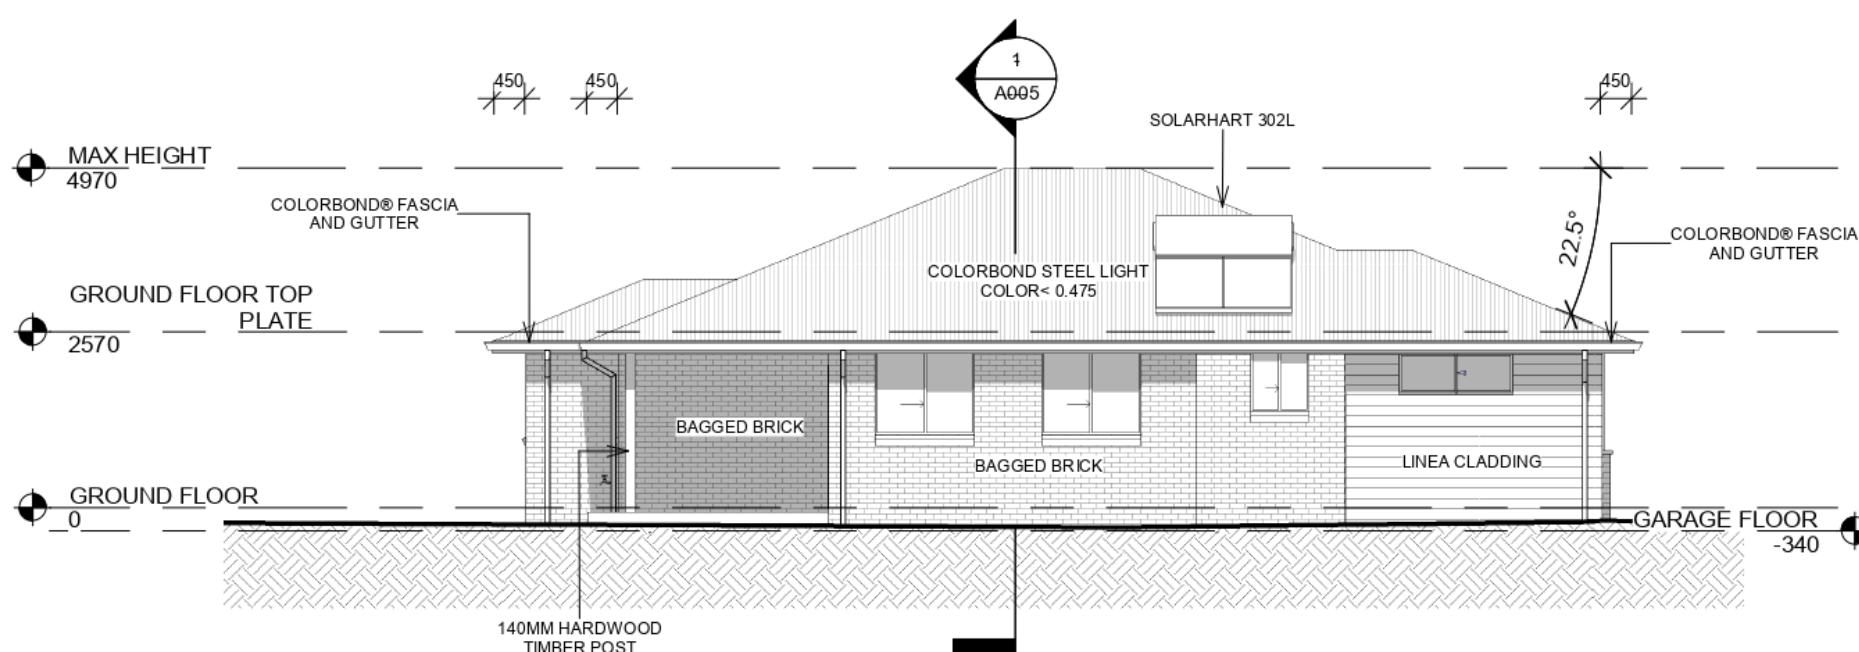 450
450
1
A005
450
SOLARHART 302L
MAX HEIGHT
4970
COLORBOND® FASCIA
AND GUTTER
22.5°
COLORBOND® FASCIA
AND GUTTER
COLORBOND STEEL LIGHT
COLOR< 0.475
GROUND FLOOR TOP
PLATE
2570
BAGGED BRICK
BAGGED BRICK
LINEA CLADDING
GROUND FLOOR
0
GARAGE FLOOR
-340
140MM HARDWOOD
TIMBER POST